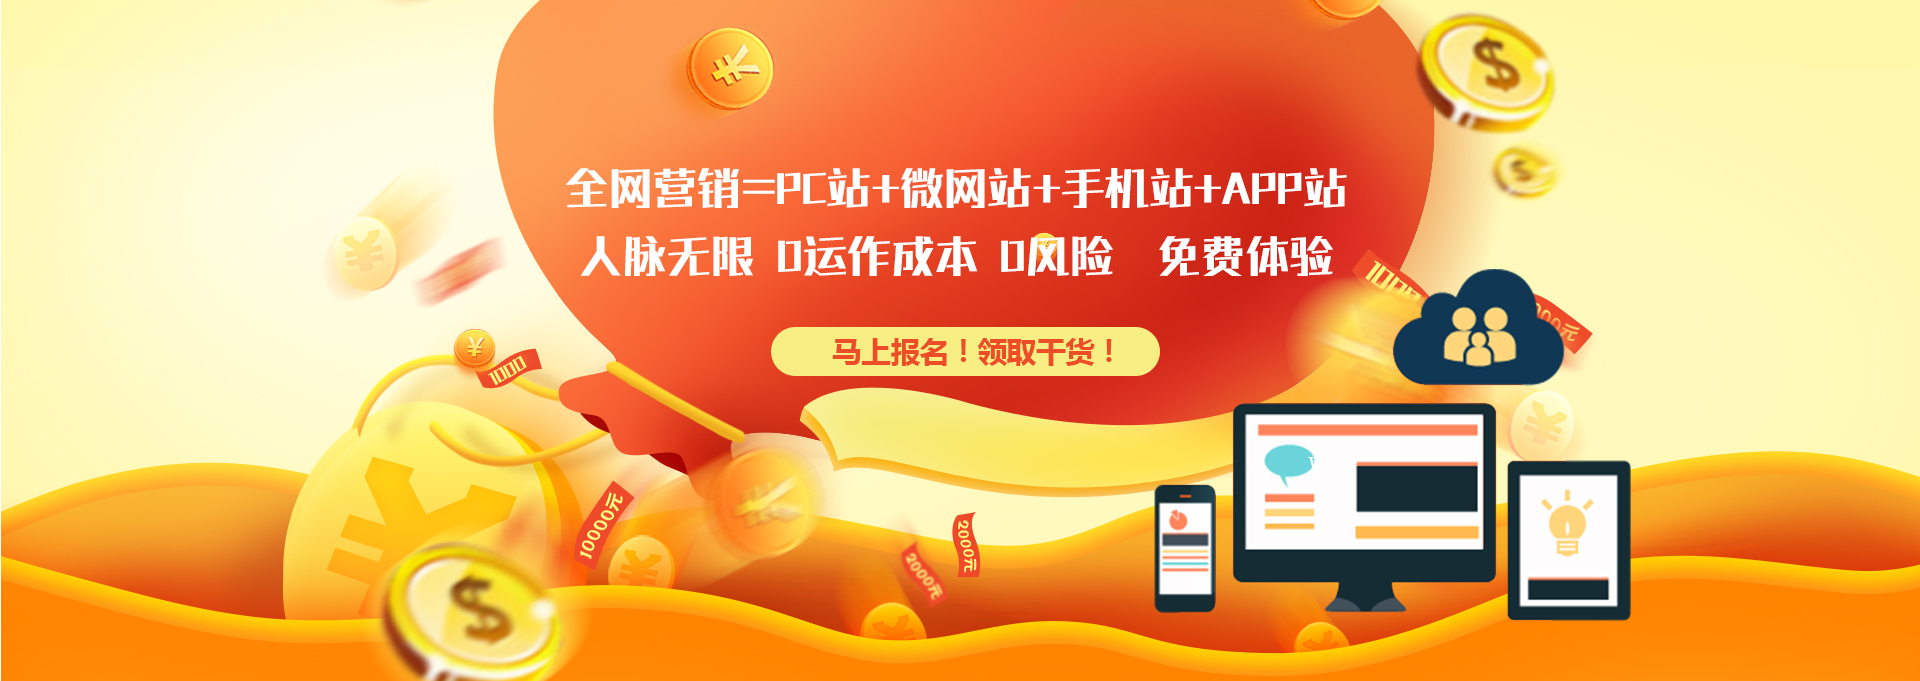 全网营销=PC站+微网站+手机站+APP站
人脉无限 0运作成本 0风险 免费体验
马上报名！领取干货！
1000
1000
10000元
2000元
2000元